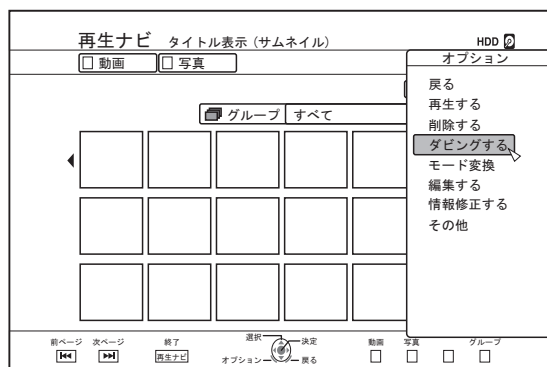 再生ナビ タイトル表示（サムネイル） HDD
動画 写真
グループ すべて
オプション
戻る
再生する
削除する
ダビングする
モード変換
編集する
情報修正する
その他
前ページ 次ページ 終了 選択 決定 動画 写真 グループ
再生ナビ オプション 戻る